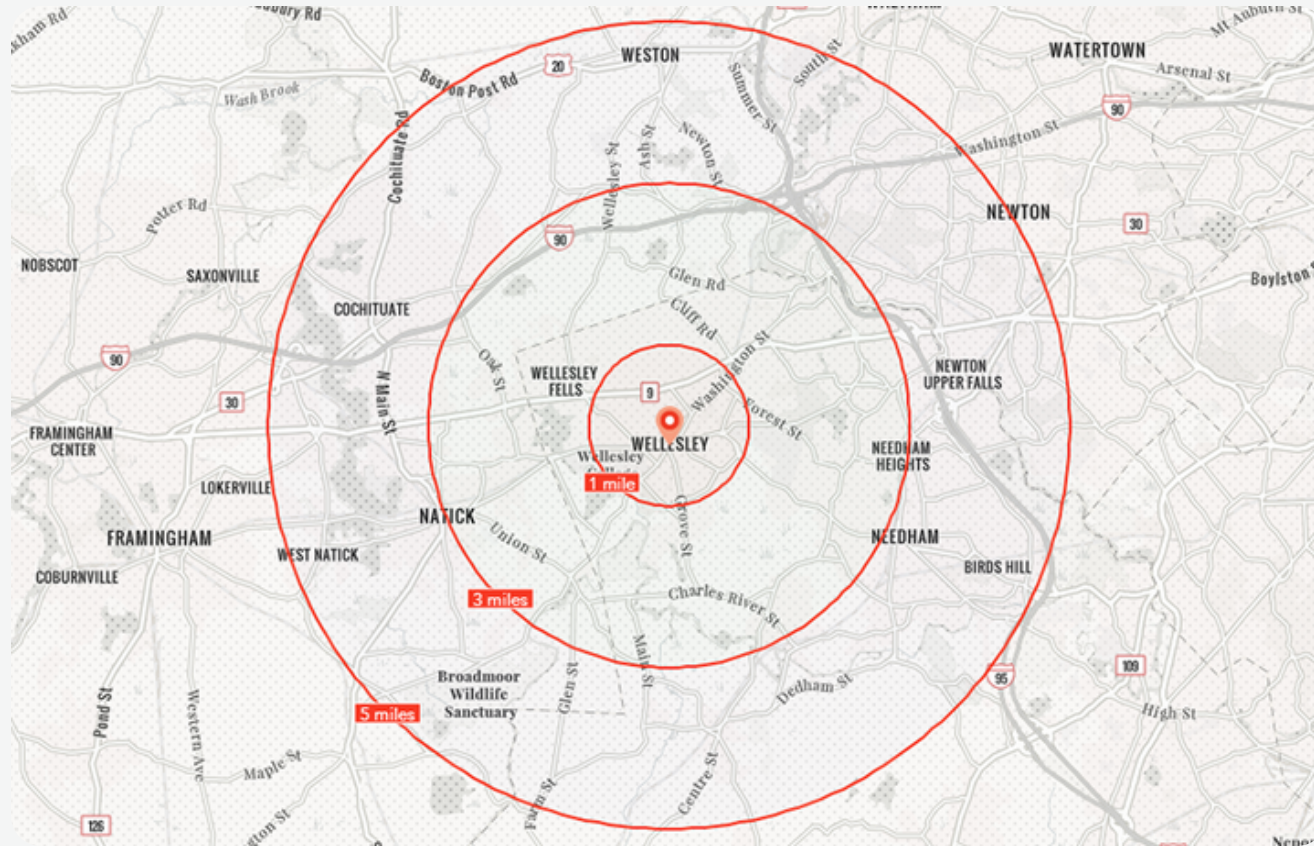 Mt Auburn St
WESTON
WATERTOWN
20
Boston Post Rd
Summer St
South St
Arsenal St
Wash Brook
90
Cochituate Rd
Ash St
Newton St
Washington St
Wellesley St
Potter Rd
NEWTON
30
90
NOBSCOT
SAXONVILLE
Glen Rd
COCHITUATE
Cliff Rd
90
Oak St
Washington St
WELLESLEY
FELLS
NEWTON
UPPER FALLS
9
30
N Main St
Forest St
FRAMINGHAM
CENTER
WELLESLEY
Wellesley
NEEDHAM
HEIGHTS
LOKERVILLE
1 mile
NATICK
Grove St
FRAMINGHAM
Union St
NEEDHAM
WEST NATICK
BIRDS HILL
COBURNVILLE
3 miles
Charles River St
Main St
109
Broadmoor
Wildlife
Sanctuary
Glen St
Dedham St
95
Pond St
Western Ave
5 miles
High St
Maple St
Centre St
Farm St
126